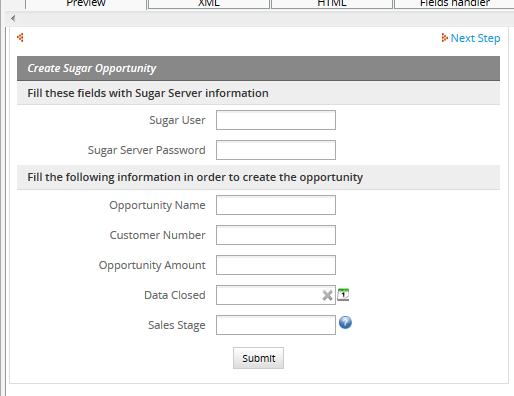 Preview XML HTML Fields handler
Next Step
Create Sugar Opportunity
Fill these fields with Sugar Server information
Sugar User
Sugar Server Password
Fill the following information in order to create the opportunity
Opportunity Name
Customer Number
Opportunity Amount
Data Closed
1
Sales Stage
?
Submit